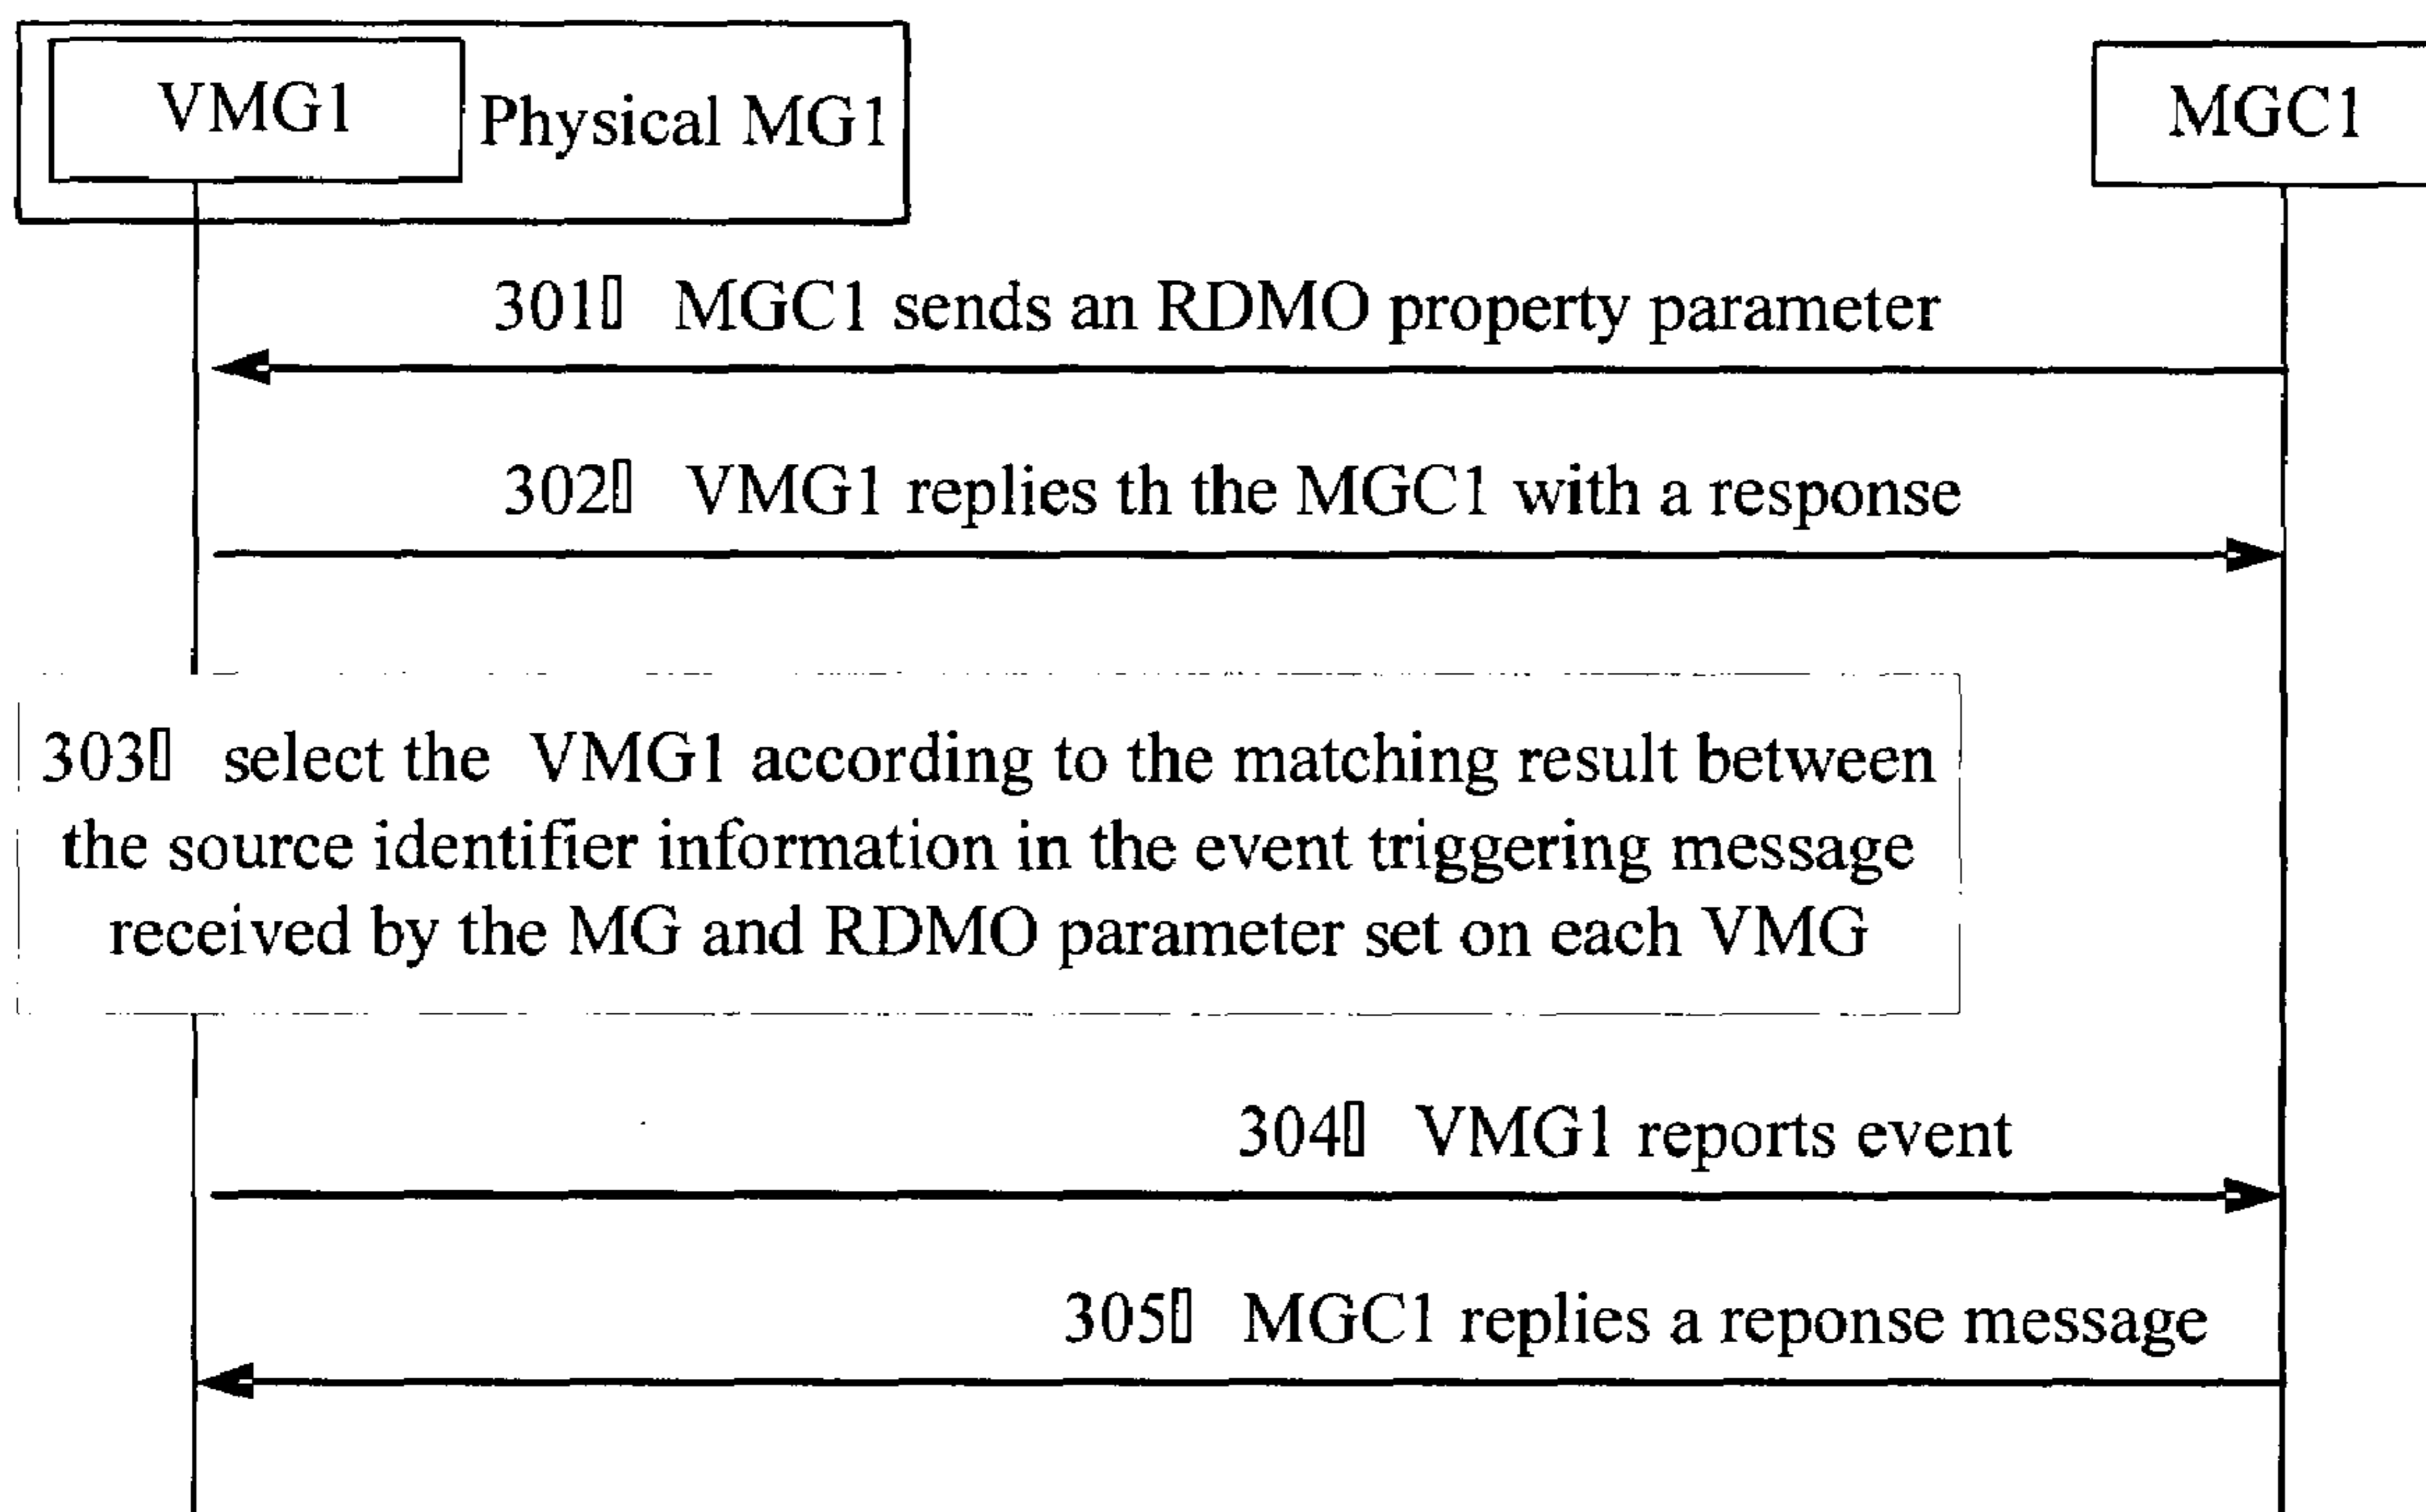 VMG1
Physical MG1
MGC1
301▯ MGC1 sends an RDMO property parameter
302▯ VMG1 replies th the MGC1 with a response
303▯ select the VMG1 according to the matching result between
the source identifier information in the event triggering message
received by the MG and RDMO parameter set on each VMG
304▯ VMG1 reports event
305▯ MGC1 replies a reponse message